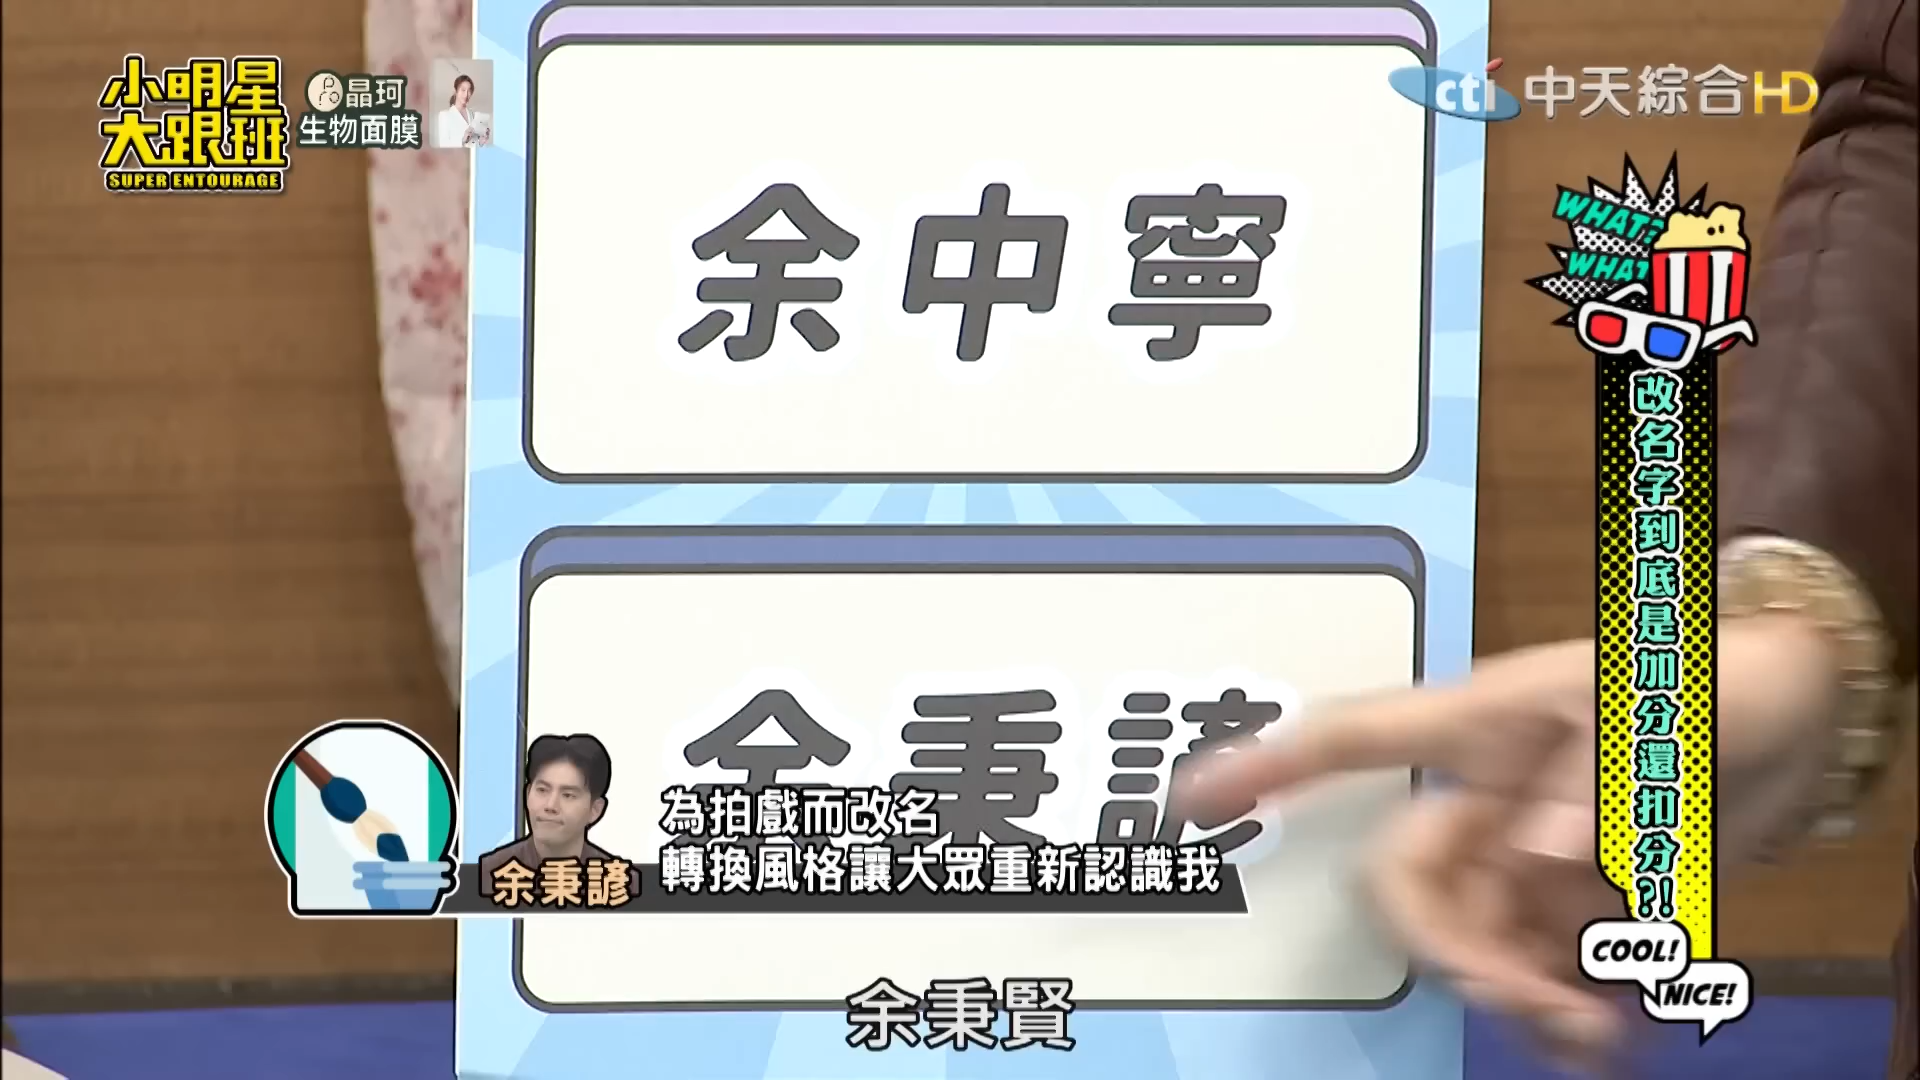 小明星
大跟班
SUPER ENTOURAGE
晶珂
生物面膜
cti 中天綜合HD
余中寧
WHAT?
WHAT
改名字到底是加分還扣分?!
COOL!
NICE!
余秉諺
余秉諺
為拍戲而改名
轉換風格讓大眾重新認識我
余秉賢